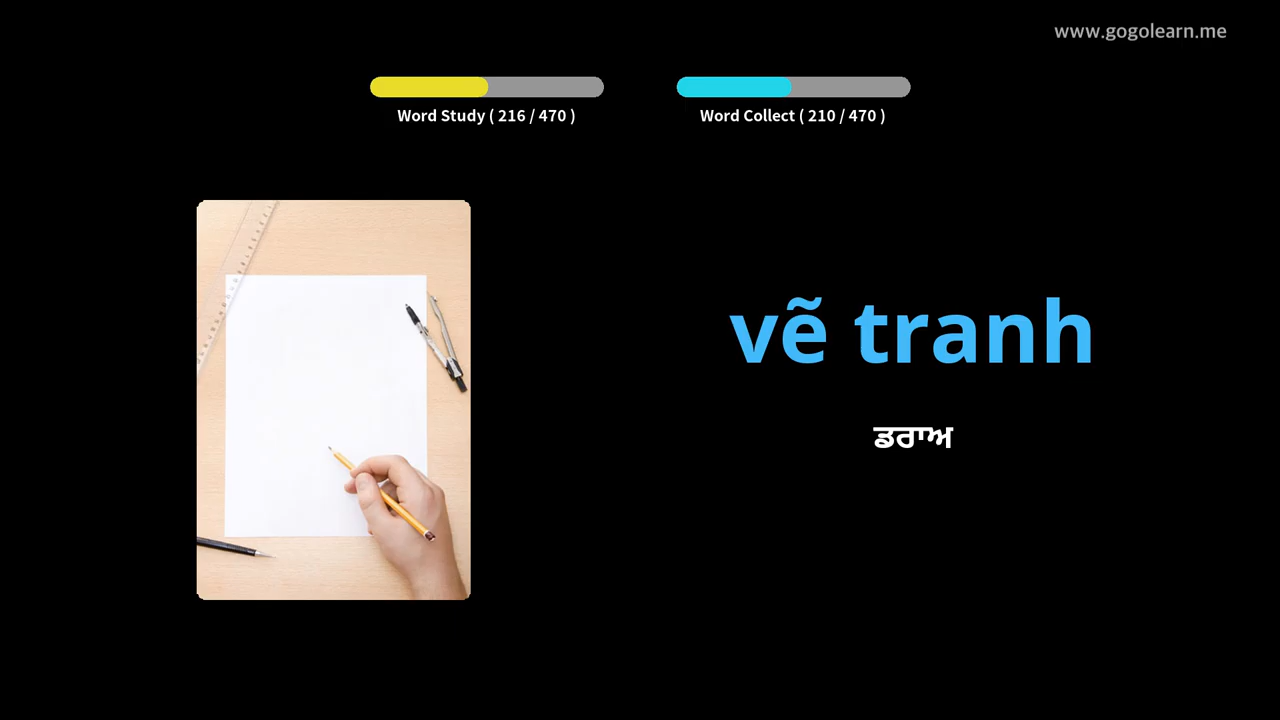 www.gogolearn.me
Word Study ( 216 / 470 )
Word Collect ( 210 / 470 )
vẽ tranh
ਡਰਾਅ